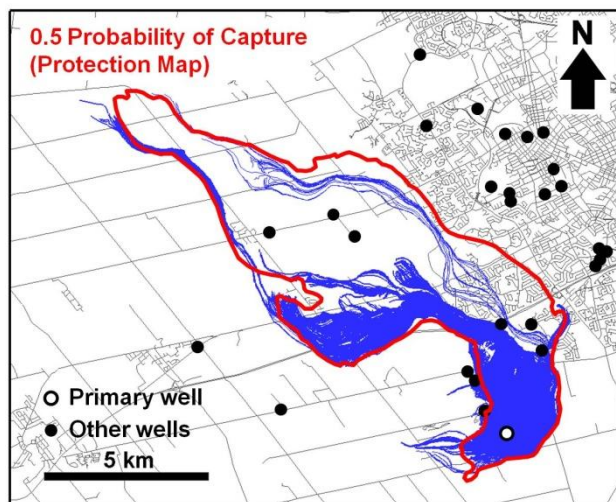 0.5 Probability of Capture
(Protection Map)
N
Primary well
Other wells
5 km